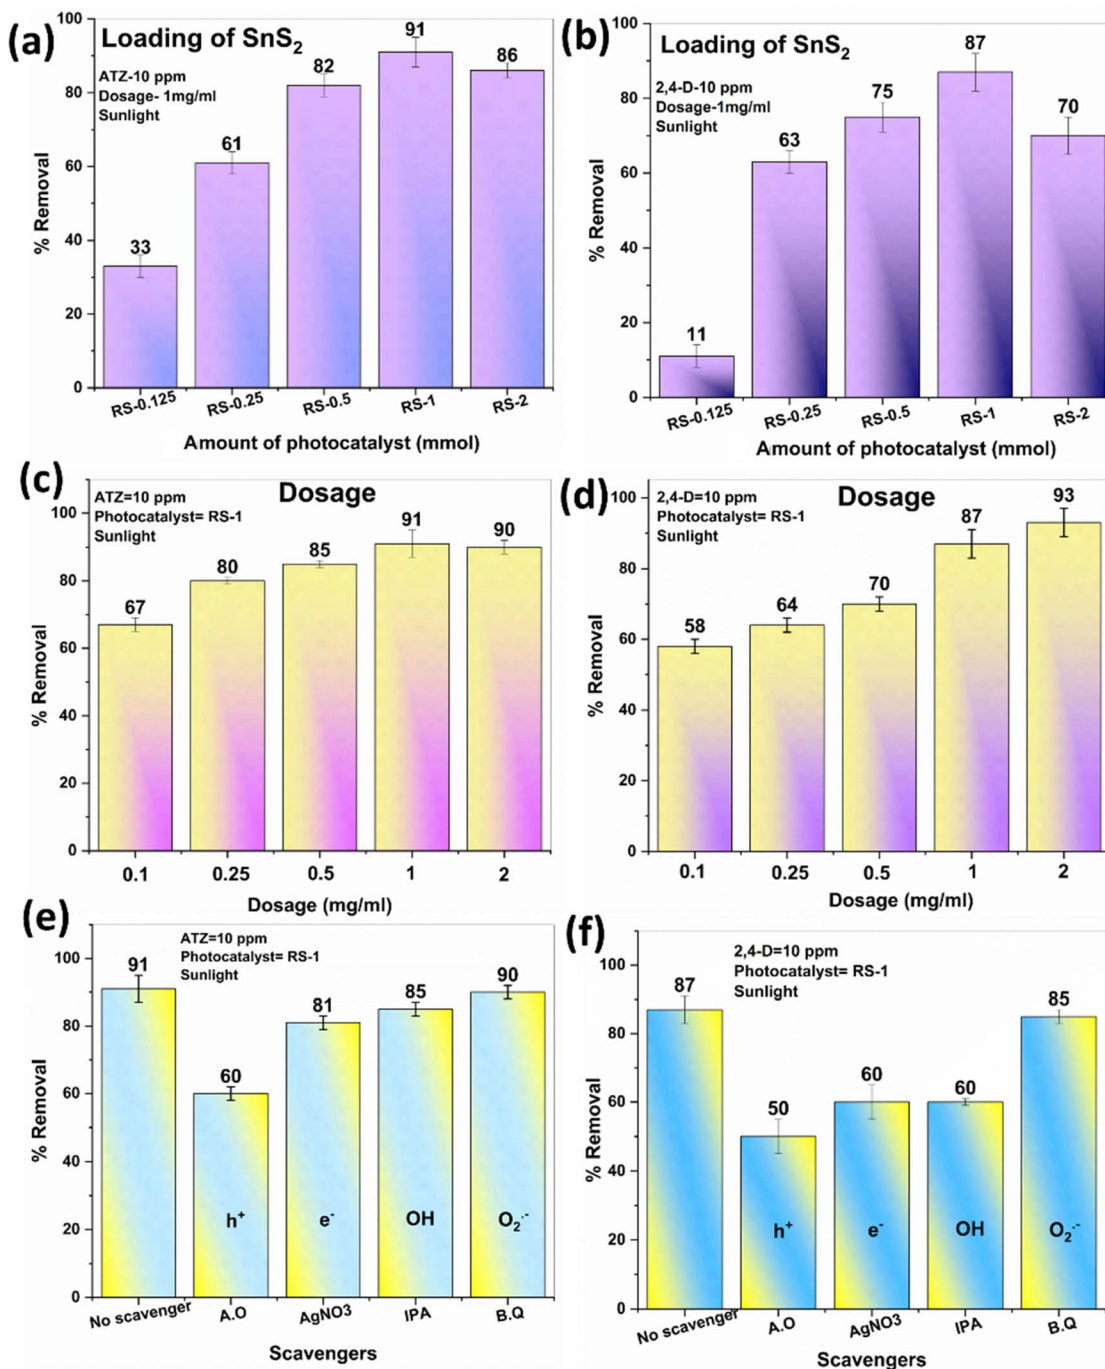 (a)
Loading of SnS₂
ATZ-10 ppm
Dosage- 1mg/ml
Sunlight
% Removal
100
80
60
40
20
0
33
61
82
91
86
RS-0.125
RS-0.25
RS-0.5
RS-1
RS-2
Amount of photocatalyst (mmol)
(b)
Loading of SnS₂
2,4-D-10 ppm
Dosage-1mg/ml
Sunlight
% Removal
100
80
60
40
20
0
11
63
75
87
70
RS-0.125
RS-0.25
RS-0.5
RS-1
RS-2
Amount of photocatalyst (mmol)
(c)
Dosage
ATZ=10 ppm
Photocatalyst= RS-1
Sunlight
% Removal
100
80
60
40
20
0
67
80
85
91
90
0.1
0.25
0.5
1
2
Dosage (mg/ml)
(d)
Dosage
2,4-D=10 ppm
Photocatalyst= RS-1
Sunlight
% Removal
100
80
60
40
20
0
58
64
70
87
93
0.1
0.25
0.5
1
2
Dosage (mg/ml)
(e)
ATZ=10 ppm
Photocatalyst= RS-1
Sunlight
% Removal
100
80
60
40
20
0
91
60
81
85
90
h⁺
e⁻
OH
O₂·⁻
No scavenger
A.O
AgNO3
IPA
B.Q
Scavengers
(f)
2,4-D=10 ppm
Photocatalyst= RS-1
Sunlight
% Removal
100
80
60
40
20
0
87
50
60
60
85
h⁺
e⁻
OH
O₂·⁻
No scavenger
A.O
AgNO3
IPA
B.Q
Scavengers